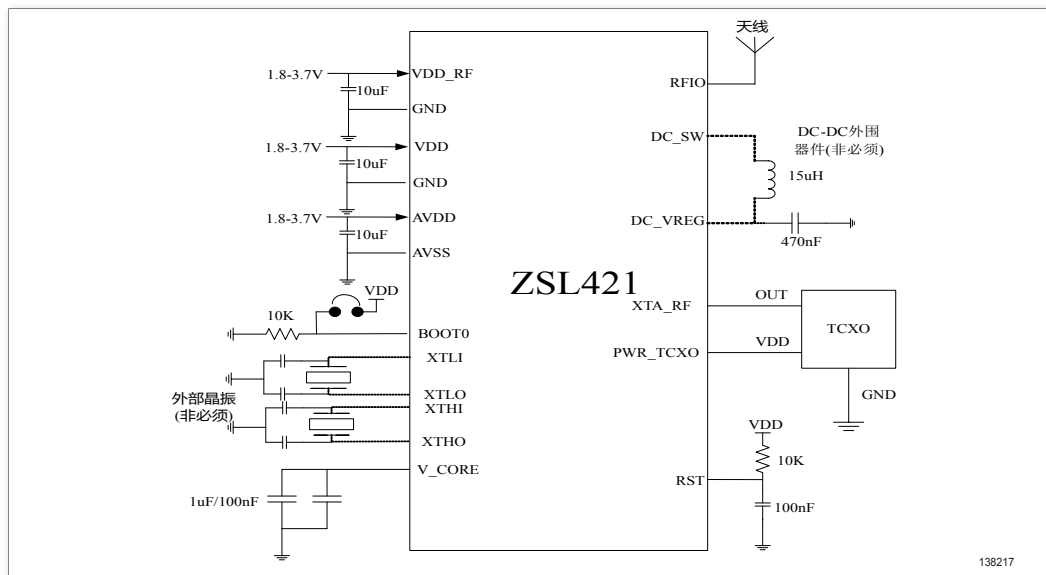 天线
1.8-3.7V
VDD_RF
10uF
GND
1.8-3.7V
VDD
10uF
GND
1.8-3.7V
AVDD
10uF
AVSS
VDD
10K
BOOT0
XTLI
XTLO
外部晶振
(非必须)
XTHI
XTHO
V_CORE
1uF/100nF
ZSL421
RFIO
DC_SW
DC-DC外围
器件(非必须)
15uH
DC_VREG
470nF
XTA_RF
OUT
TCXO
PWR_TCXO
VDD
GND
VDD
10K
RST
100nF
138217